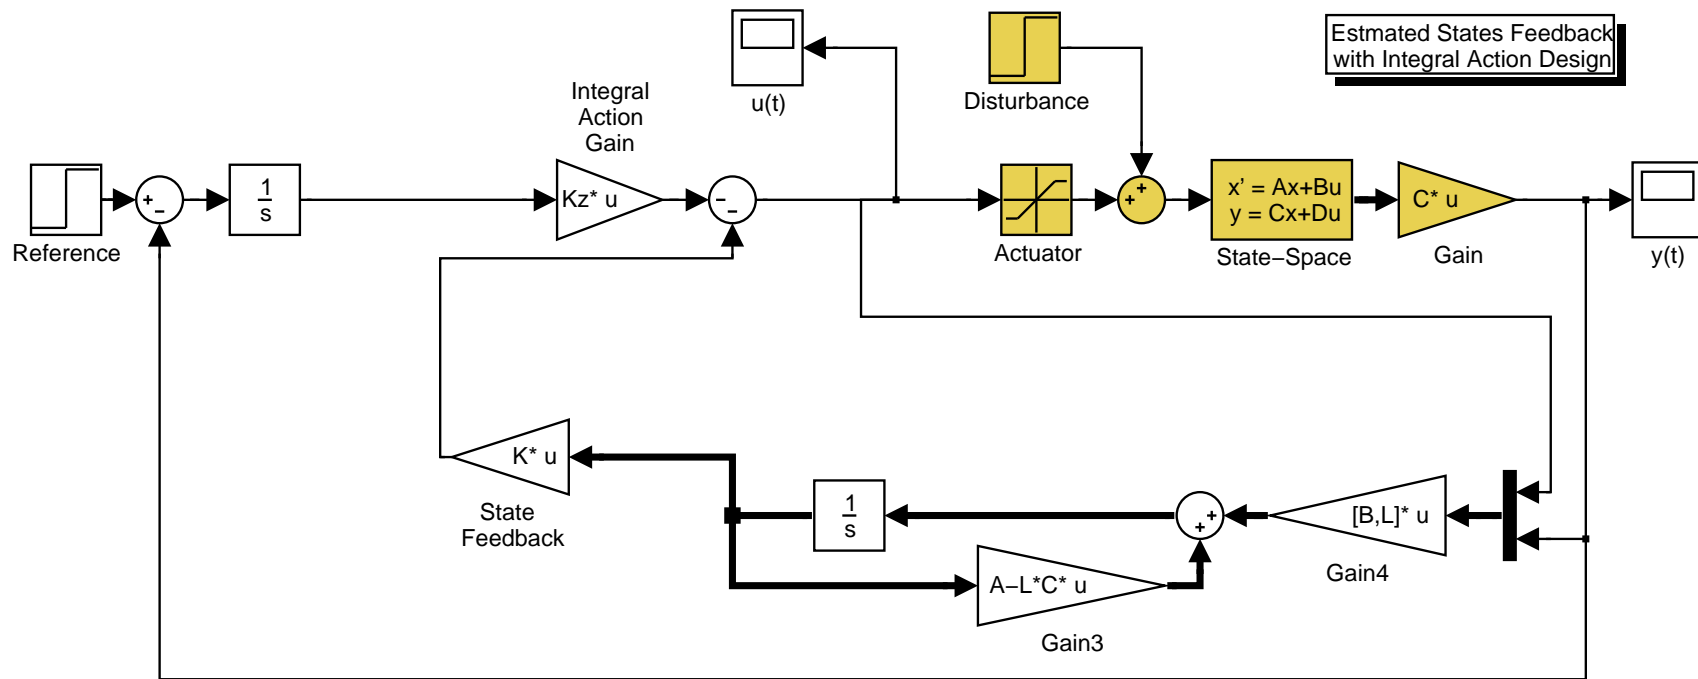 Estmated States Feedback
with Integral Action Design
u(t)
Disturbance
Integral
Action
Gain
Reference
+
−
1
s
Kz* u
−
−
Actuator
+
+
x' = Ax+Bu
y = Cx+Du
State−Space
C* u
Gain
y(t)
K* u
State
Feedback
1
s
+
+
[B,L]* u
Gain4
A−L*C* u
Gain3